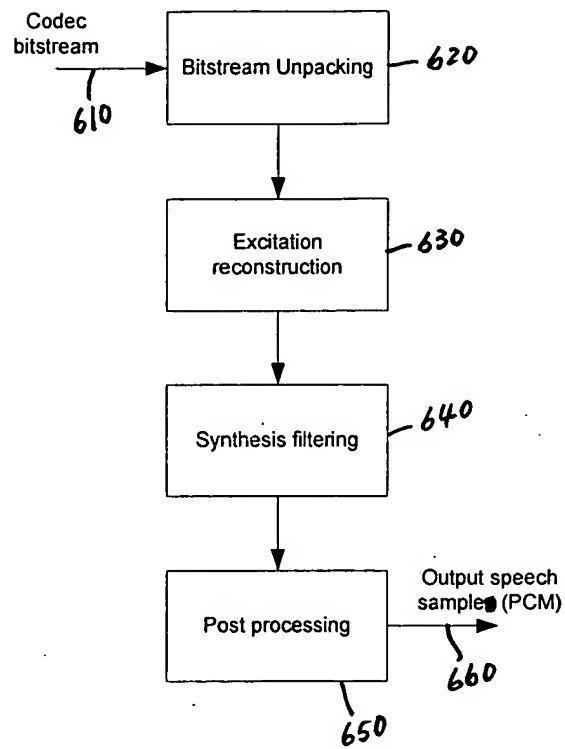 Codec
bitstream
610
Bitstream Unpacking
620
Excitation
reconstruction
630
Synthesis filtering
640
Post processing
650
Output speech
samples (PCM)
660